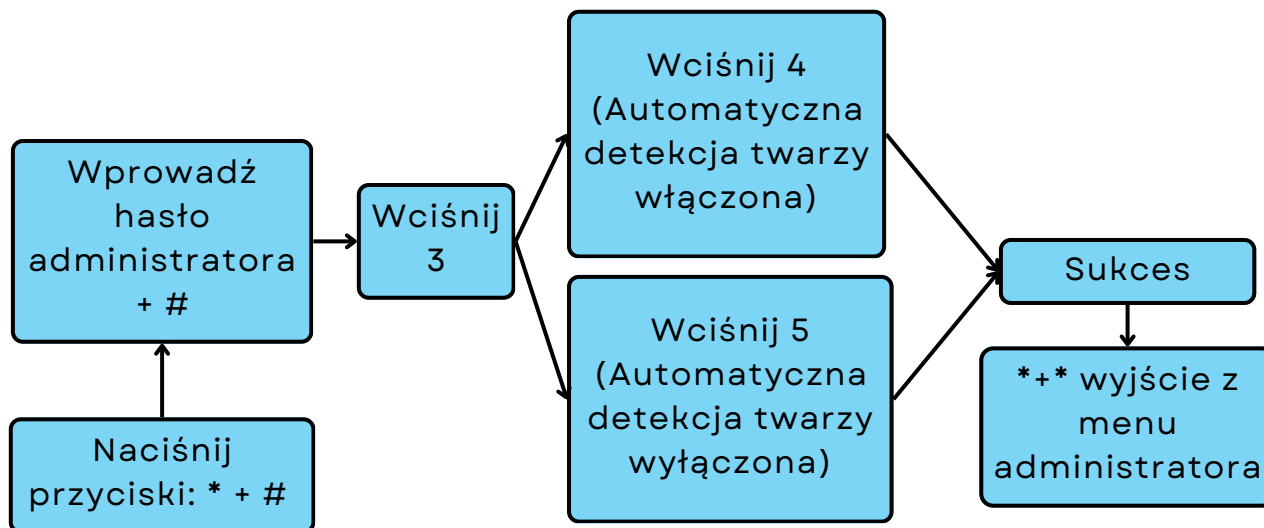 Naciśnij
przyciski: * + #
Wprowadź
hasło
administratora
+ #
Wciśnij
3
Wciśnij 4
(Automatyczna
detekcja twarzy
włączona)
Wciśnij 5
(Automatyczna
detekcja twarzy
wyłączona)
Sukces
*+* wyjście z
menu
administratora